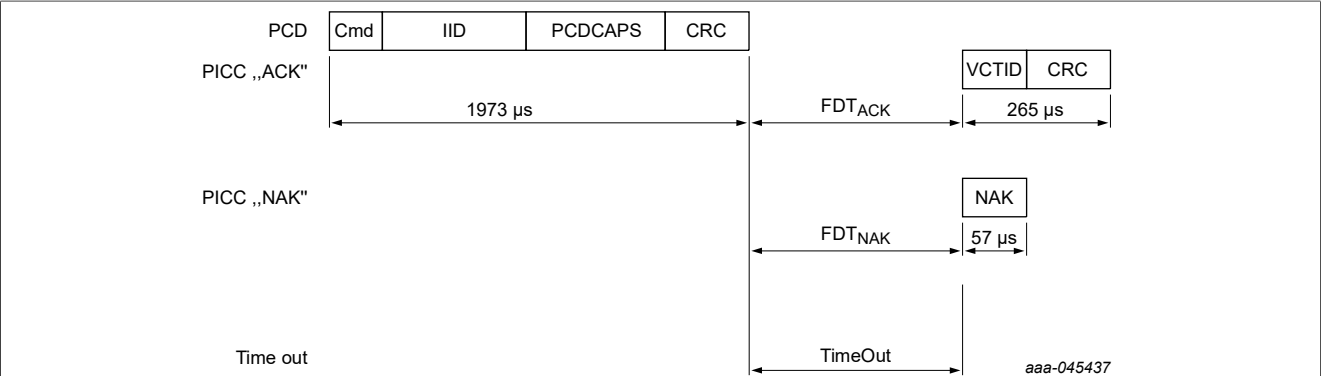 PCD Cmd IID PCDCAPS CRC
PICC ,,ACK" VCTID CRC
1973 µs FDTACK 265 µs
PICC ,,NAK" NAK
FDTNAK 57 µs
Time out TimeOut aaa-045437